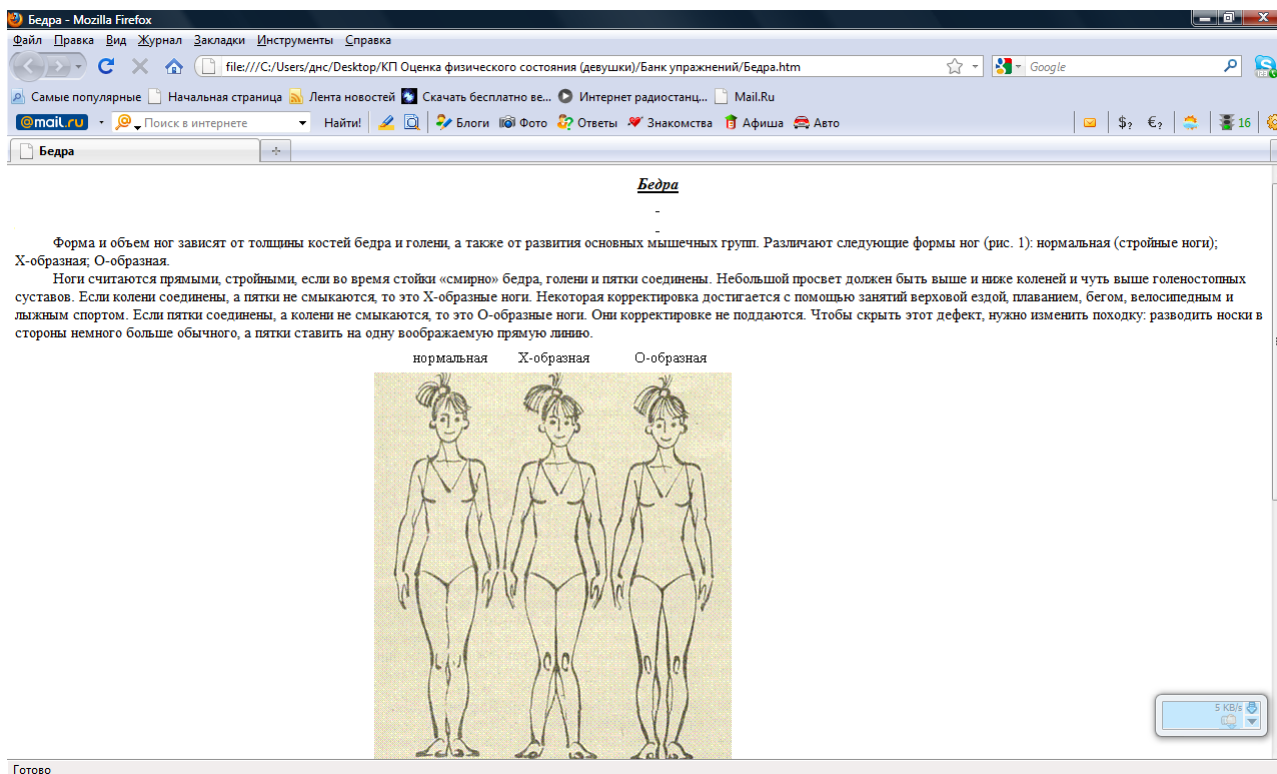 Бедра - Mozilla Firefox
Файл Правка Вид Журнал Закладки Инструменты Справка
file:///C:/Users/днс/Desktop/КП Оценка физического состояния (девушки)/Банк упражнений/Бедра.htm
Google
Самые популярные Начальная страница Лента новостей Скачать бесплатно ве... Интернет радиостанц... Mail.Ru
@mail.ru Поиск в интернете Найти! Блоги Фото Ответы Знакомства Афиша Авто $? €? 16
Бедра
Бедра
-
-
Форма и объем ног зависят от толщины костей бедра и голени, а также от развития основных мышечных групп. Различают следующие формы ног (рис. 1): нормальная (стройные ноги);
Х-образная; О-образная.
Ноги считаются прямыми, стройными, если во время стойки «смирно» бедра, голени и пятки соединены. Небольшой просвет должен быть выше и ниже коленей и чуть выше голеностопных
суставов. Если колени соединены, а пятки не смыкаются, то это Х-образные ноги. Некоторая корректировка достигается с помощью занятий верховой ездой, плаванием, бегом, велосипедным и
лыжным спортом. Если пятки соединены, а колени не смыкаются, то это О-образные ноги. Они корректировке не поддаются. Чтобы скрыть этот дефект, нужно изменить походку: разводить носки в
стороны немного больше обычного, а пятки ставить на одну воображаемую прямую линию.
нормальная Х-образная О-образная
5 KB/s
Готово